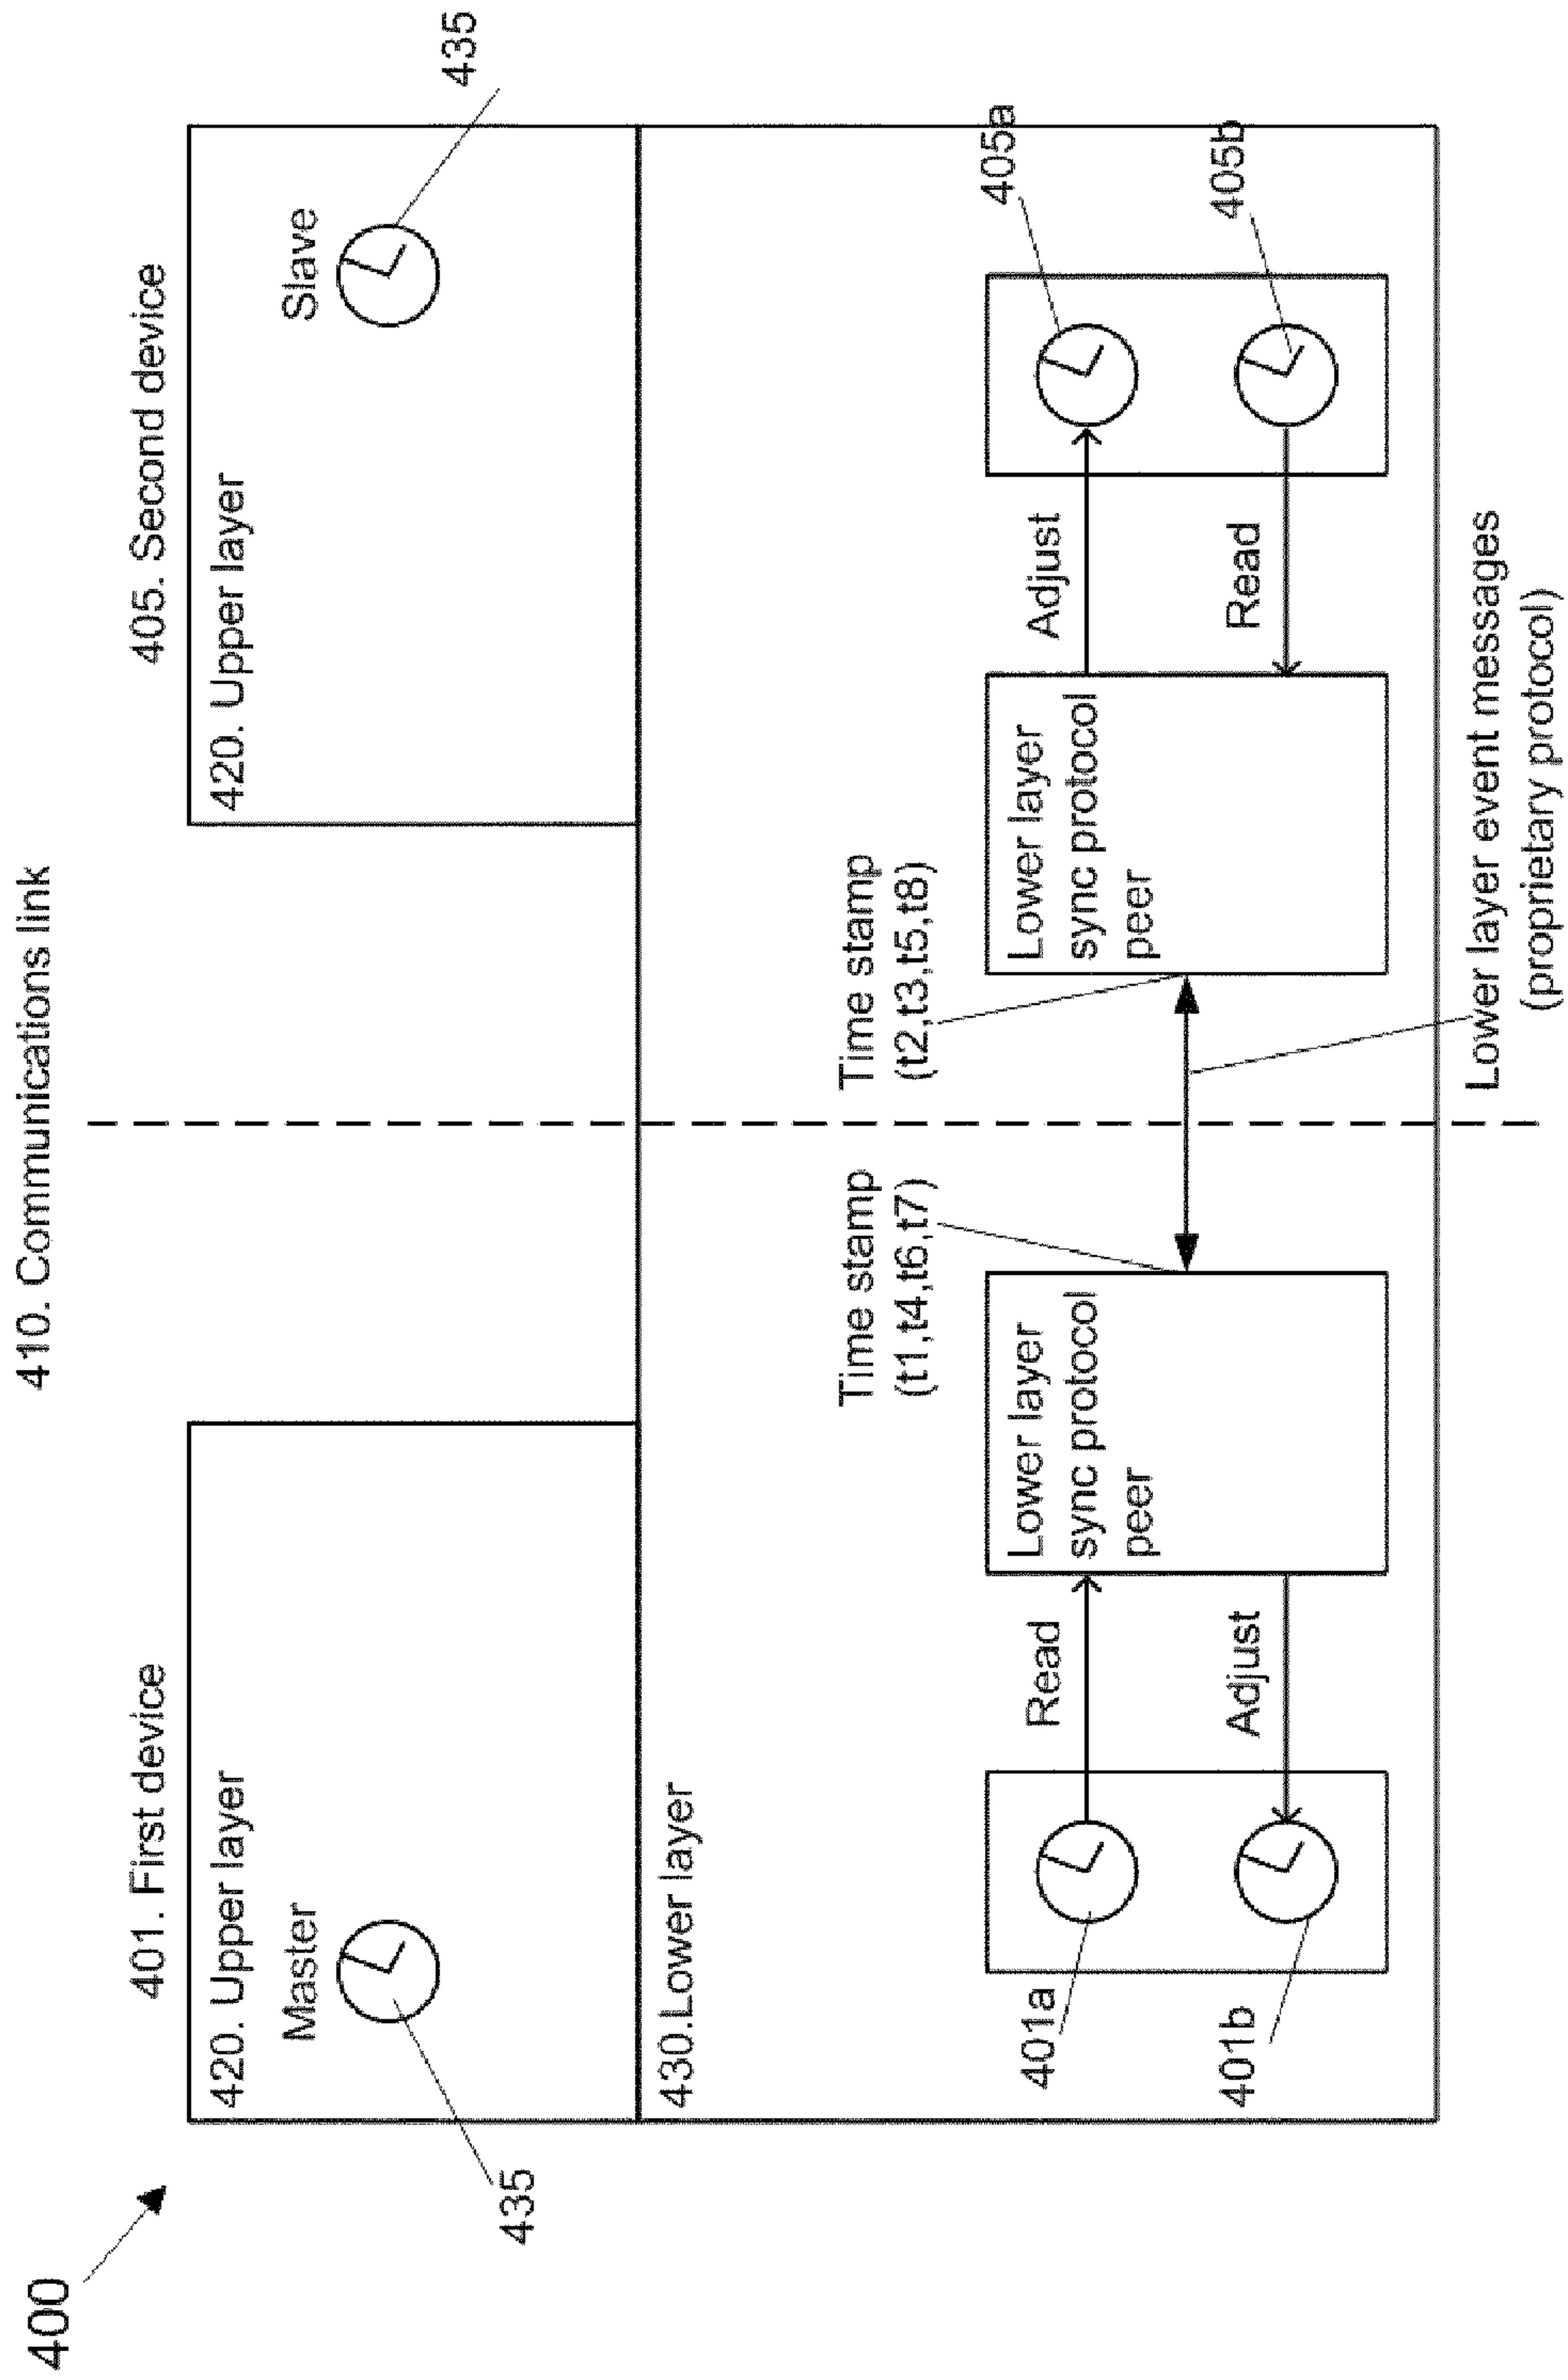 400
410. Communications link
401. First device
405. Second device
420. Upper layer
Master
435
420. Upper layer
Slave
435
430.Lower layer
Time stamp
(t1,t4,t6,t7)
Time stamp
(t2,t3,t5,t8)
401a
401b
Read
Adjust
Lower layer
sync protocol
peer
Lower layer
sync protocol
peer
Adjust
Read
405a
405b
Lower layer event messages
(proprietary protocol)